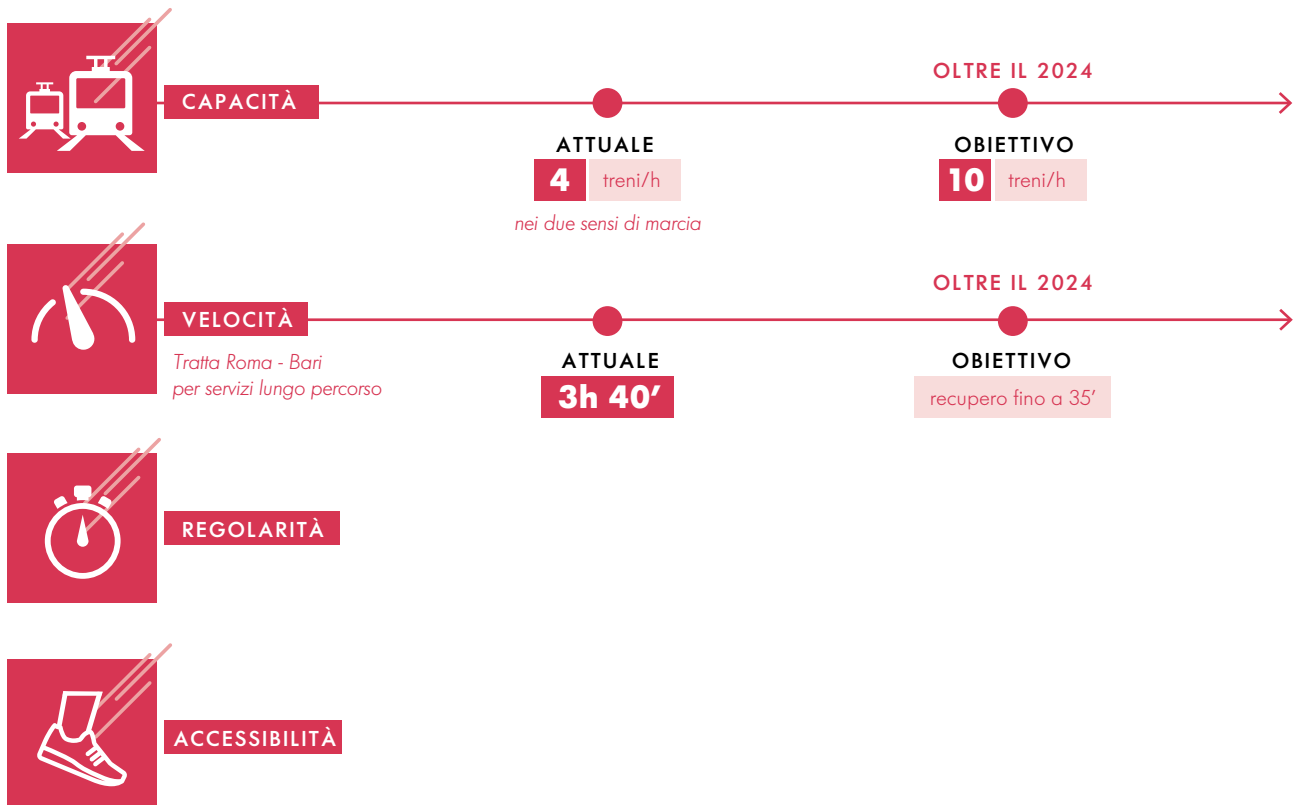 CAPACITÀ
OLTRE IL 2024
ATTUALE
4 treni/h
nei due sensi di marcia
OBIETTIVO
10 treni/h
VELOCITÀ
Tratta Roma - Bari
per servizi lungo percorso
OLTRE IL 2024
ATTUALE
3h 40’
OBIETTIVO
recupero fino a 35’
REGOLARITÀ
ACCESSIBILITÀ